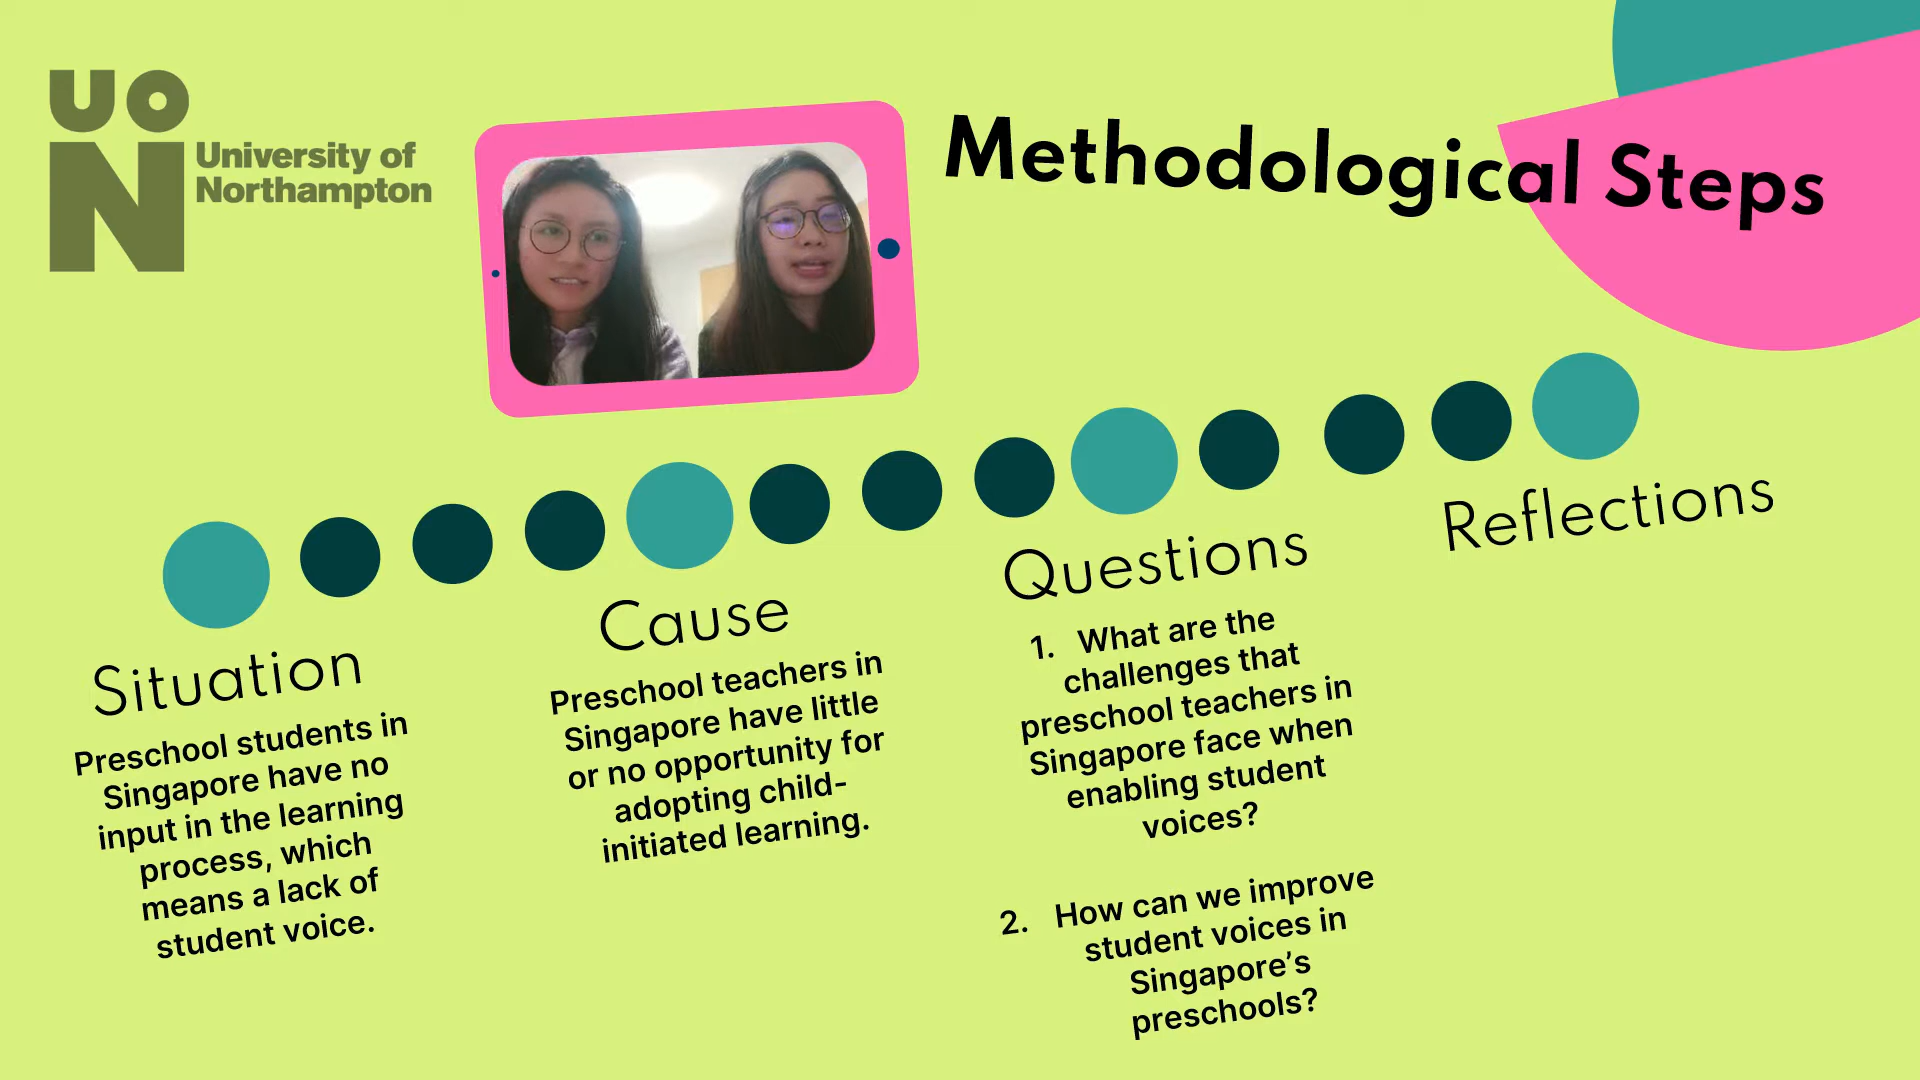 UO
N
University of
Northampton
Methodological Steps
Situation
Preschool students in
Singapore have no
input in the learning
process, which
means a lack of
student voice.
Cause
Preschool teachers in
Singapore have little
or no opportunity for
adopting child-
initiated learning.
Questions
1. What are the
challenges that
preschool teachers in
Singapore face when
enabling student
voices?
2. How can we improve
student voices in
Singapore’s
preschools?
Reflections